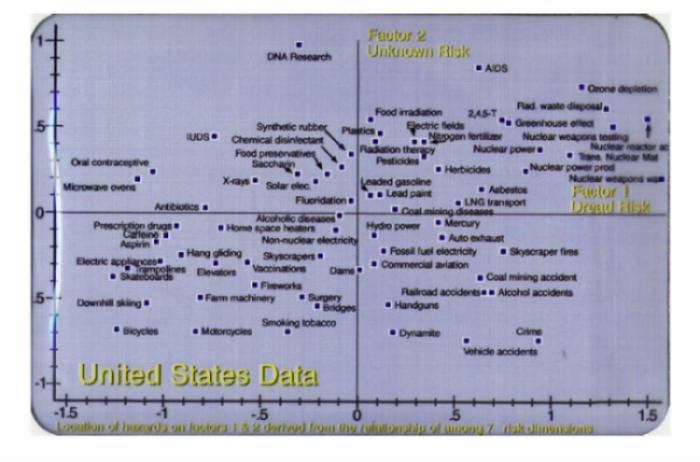 Factor 2
Unknown Risk
1
DNA Research
AIDS
Ozone depletion
Rad. waste disposal
Food irradiation
2,4,5-T
Greenhouse effect
.5
Electric fields
Synthetic rubber
Plastics
Nitrogen fertilizer
Nuclear weapons testing
IUDS
Chemical disinfectant
Radiation therapy
Nuclear power
Nuclear reactor ac
Food preservatives
Pesticides
Trans. Nuclear Mat
Oral contraceptive
Saccharin
Herbicides
Nuclear power prod
X-rays
Solar elec.
Leaded gasoline
Nuclear weapons wa
Microwave ovens
Lead paint
Asbestos
Factor 1
Fluoridation
LNG transport
Dread Risk
Antibiotics
Coal mining diseases
0
Alcoholic diseases
Prescription drugs
Home space heaters
Hydro power
Mercury
Caffeine
Aspirin
Non-nuclear electricity
Auto exhaust
Hang gliding
Skyscrapers
Fossil fuel electricity
Skyscraper fires
Electric appliances
Trampolines
Elevators
Vaccinations
Dams
Commercial aviation
Skateboards
Coal mining accident
Fireworks
.5
Farm machinery
Surgery
Railroad accidents
Alcohol accidents
Downhill skiing
Bridges
Handguns
Smoking tobacco
Bicycles
Motorcycles
Dynamite
Crime
Vehicle accidents
United States Data
-1
-1.5
-1
-.5
0
.5
1
1.5
Location of hazards on factors 1 & 2 derived from the relationship of among 7 risk dimensions